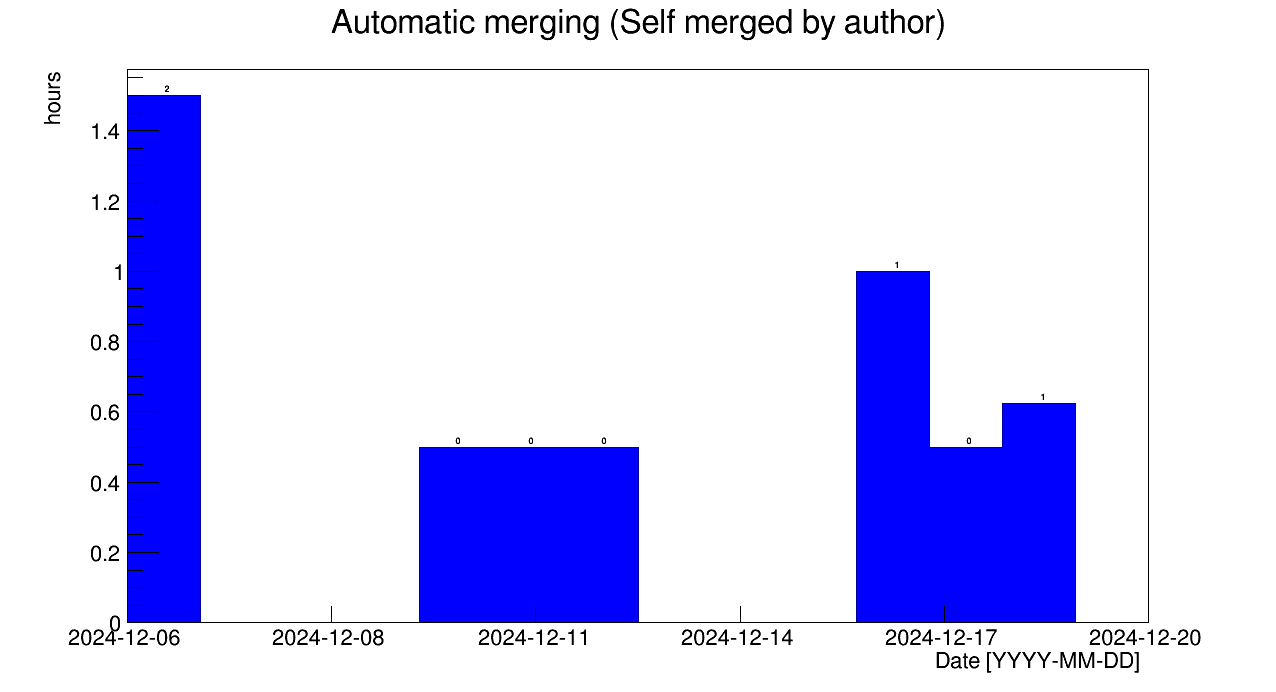 Automatic merging (Self merged by author)
hours
2
1.4
1.2
1
1
0.8
1
0.6
0 0 0 0
0.4
0.2
0
2024-12-06 2024-12-08 2024-12-11 2024-12-14 2024-12-17 2024-12-20
Date [YYYY-MM-DD]